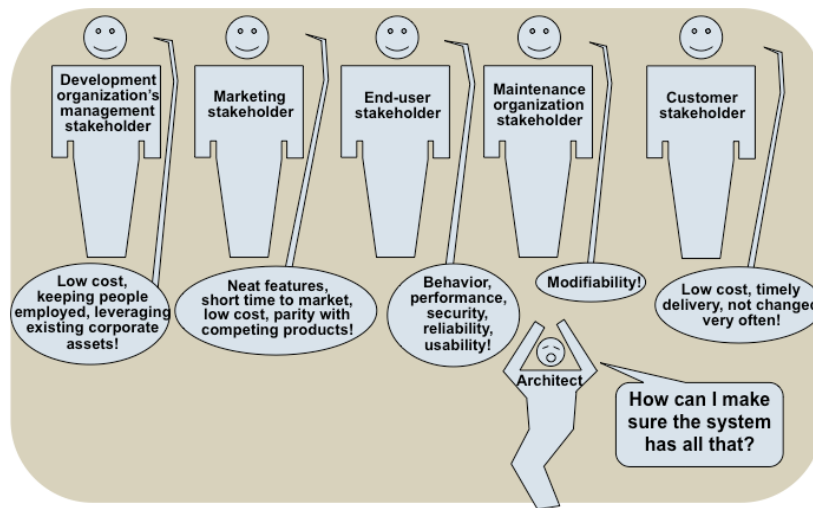 Development
organization's
management
stakeholder
Marketing
stakeholder
End-user
stakeholder
Maintenance
organization
stakeholder
Customer
stakeholder
Low cost,
keeping people
employed, leveraging
existing corporate
assets!
Neat features,
short time to market,
low cost, parity with
competing products!
Behavior,
performance,
security,
reliability,
usability!
Modifiability!
Low cost, timely
delivery, not changed
very often!
Architect
How can I make
sure the system
has all that?